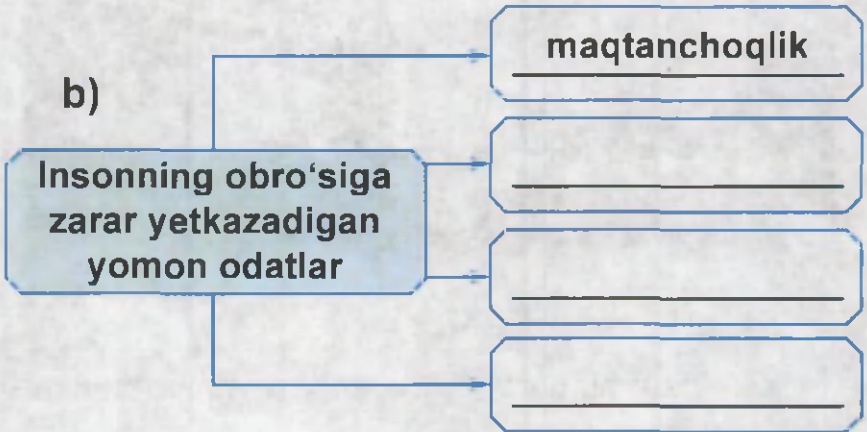 maqtanchoqlik
b)
Insonning obro‘siga
zarar yetkazadigan
yomon odatlar